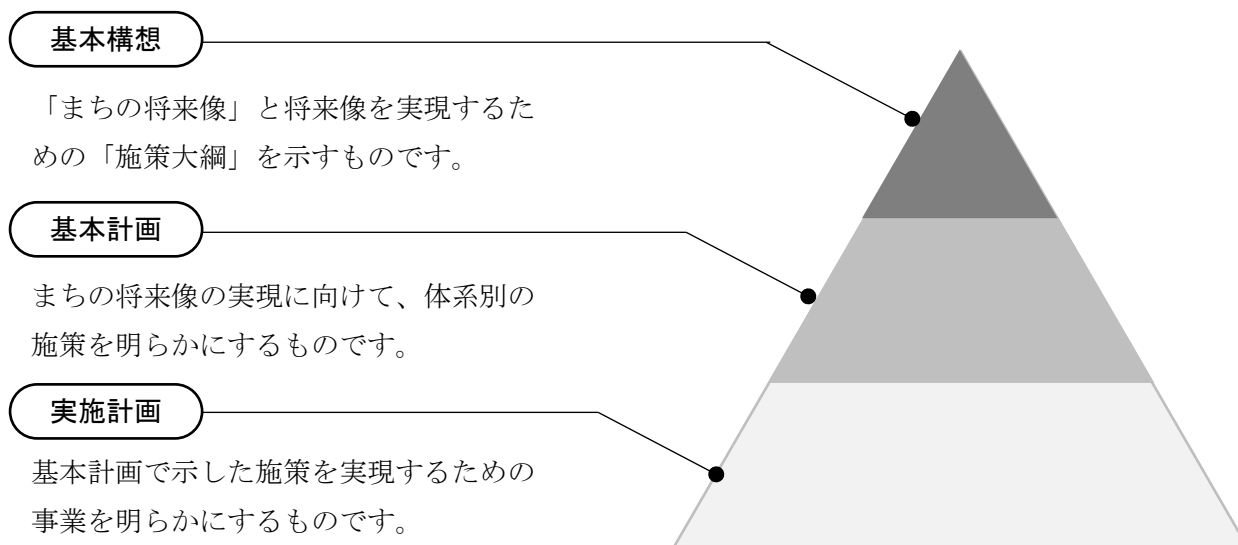 基本構想
「まちの将来像」と将来像を実現するた
めの「施策大綱」を示すものです。
基本計画
まちの将来像の実現に向けて、体系別の
施策を明らかにするものです。
実施計画
基本計画で示した施策を実現するための
事業を明らかにするものです。